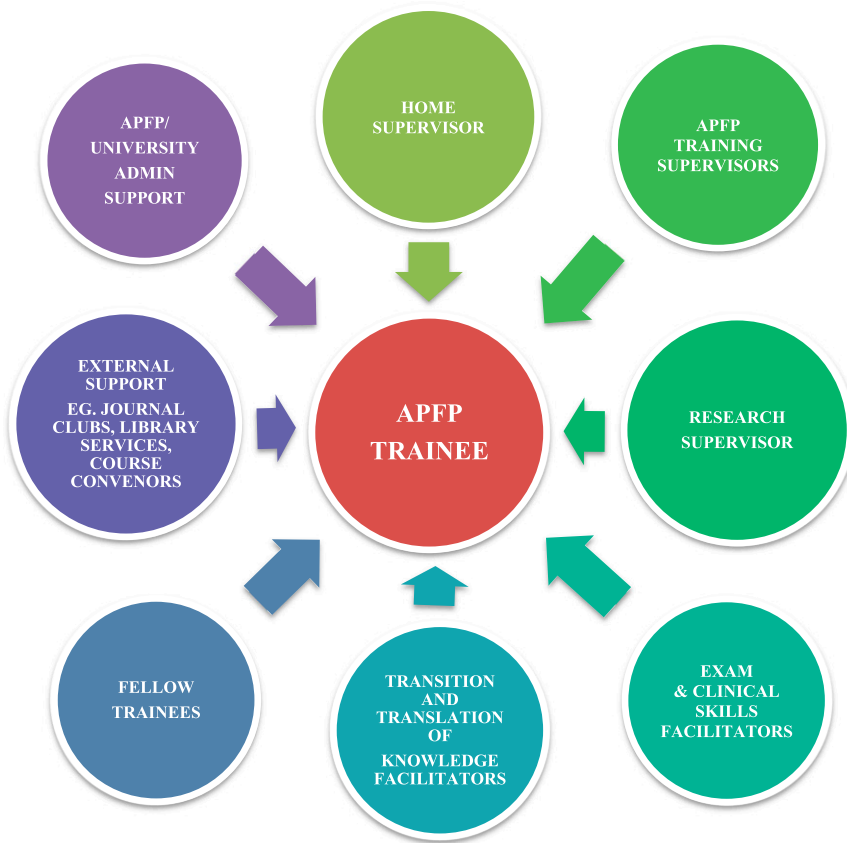 HOME
SUPERVISOR
APFP
TRAINING
SUPERVISORS
APFP/
UNIVERSITY
ADMIN
SUPPORT
EXTERNAL
SUPPORT
EG. JOURNAL
CLUBS, LIBRARY
SERVICES,
COURSE
CONVENORS
APFP
TRAINEE
RESEARCH
SUPERVISOR
FELLOW
TRAINEES
TRANSITION
AND
TRANSLATION
OF
KNOWLEDGE
FACILITATORS
EXAM
& CLINICAL
SKILLS
FACILITATORS